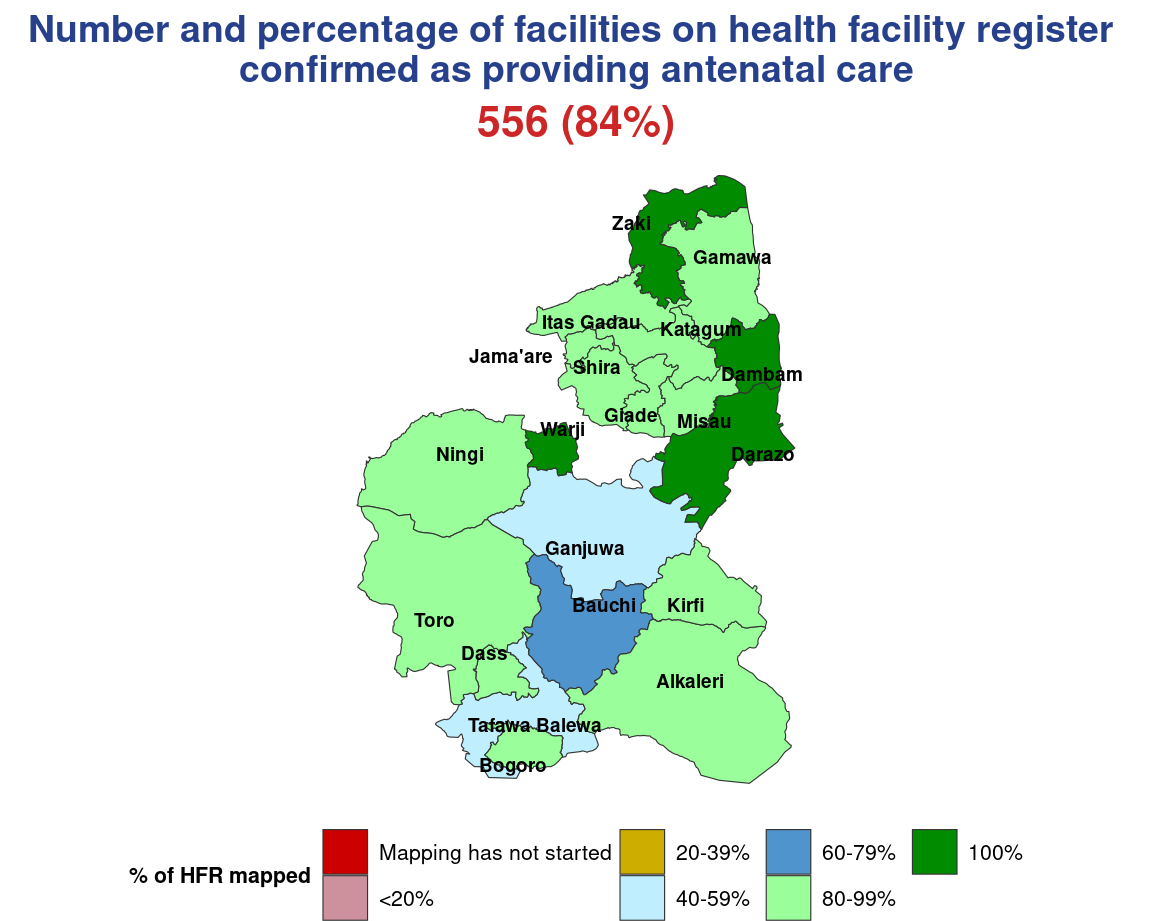 Number and percentage of facilities on health facility register
confirmed as providing antenatal care
556 (84%)
Zaki
Gamawa
Itas Gadau
Katagum
Jama'are
Shira
Dambam
Giade
Misau
Warji
Ningi
Darazo
Ganjuwa
Bauchi
Kirfi
Toro
Dass
Alkaleri
Tafawa Balewa
Bogoro
% of HFR mapped
Mapping has not started
<20%
20-39%
40-59%
60-79%
80-99%
100%